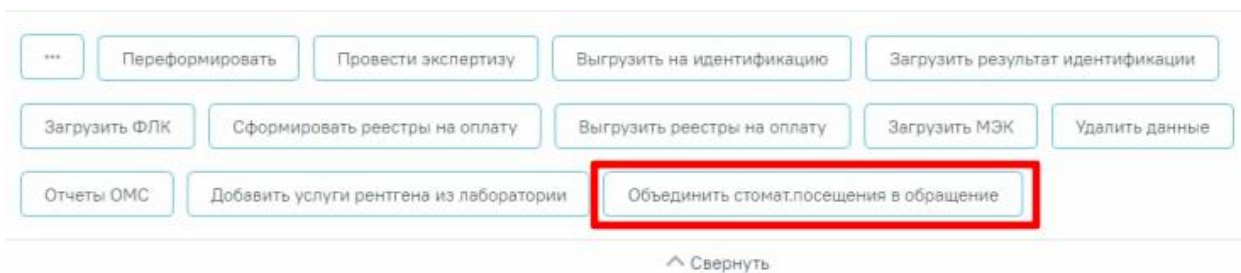 ... Переформировать Провести экспертизу Выгрузить на идентификацию Загрузить результат идентификации
Загрузить ФЛК Сформировать реестры на оплату Выгрузить реестры на оплату Загрузить МЭК Удалить данные
Отчеты ОМС Добавить услуги рентгена из лаборатории Объединить стомат.посещения в обращение
Свернуть